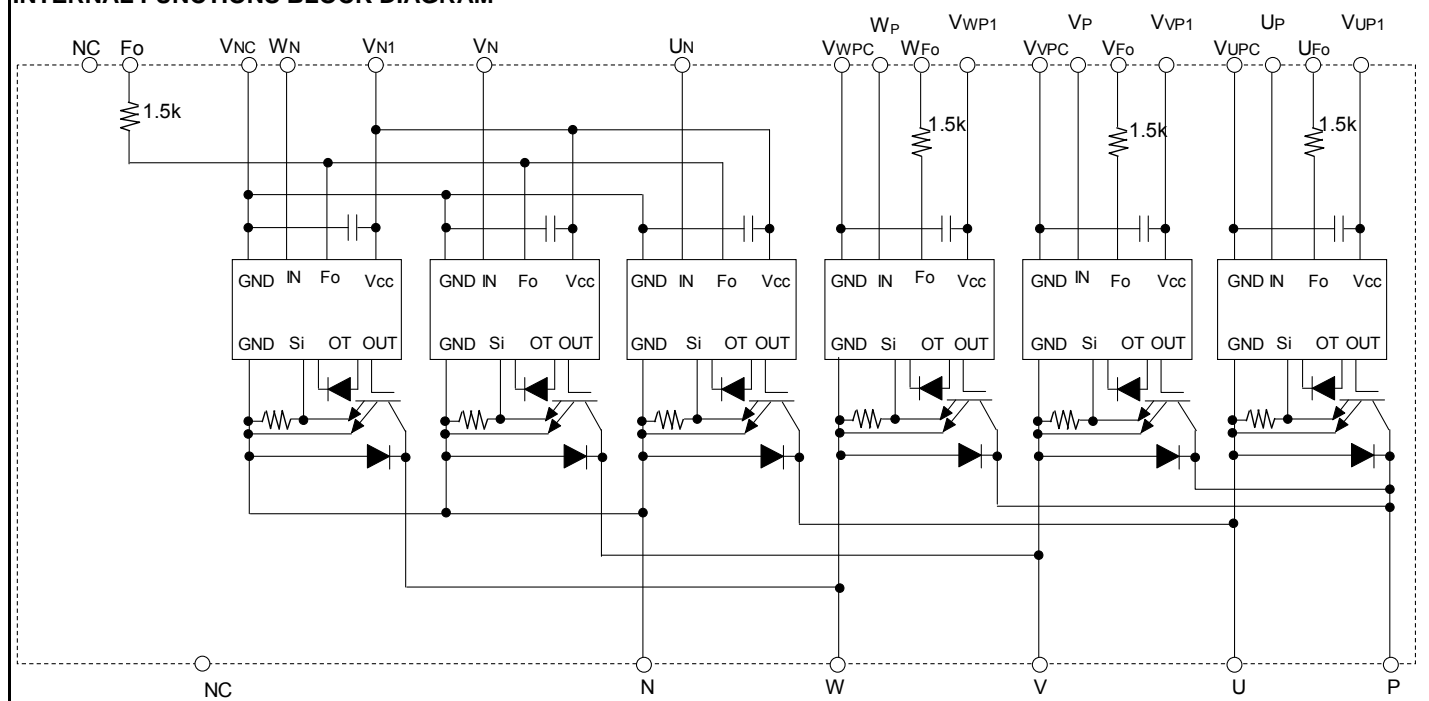 INTERNAL FUNCTIONS BLOCK DIAGRAM
NC Fo VNC WN VN1 VN UN VWPC WP WFo VWP1 VVPC VP VFo VVP1 VUPC UP UFo VUP1
1.5k 1.5k 1.5k 1.5k
GND IN Fo Vcc GND IN Fo Vcc GND IN Fo Vcc GND IN Fo Vcc GND IN Fo Vcc GND IN Fo Vcc
GND Si OT OUT GND Si OT OUT GND Si OT OUT GND Si OT OUT GND Si OT OUT GND Si OT OUT
NC N W V U P